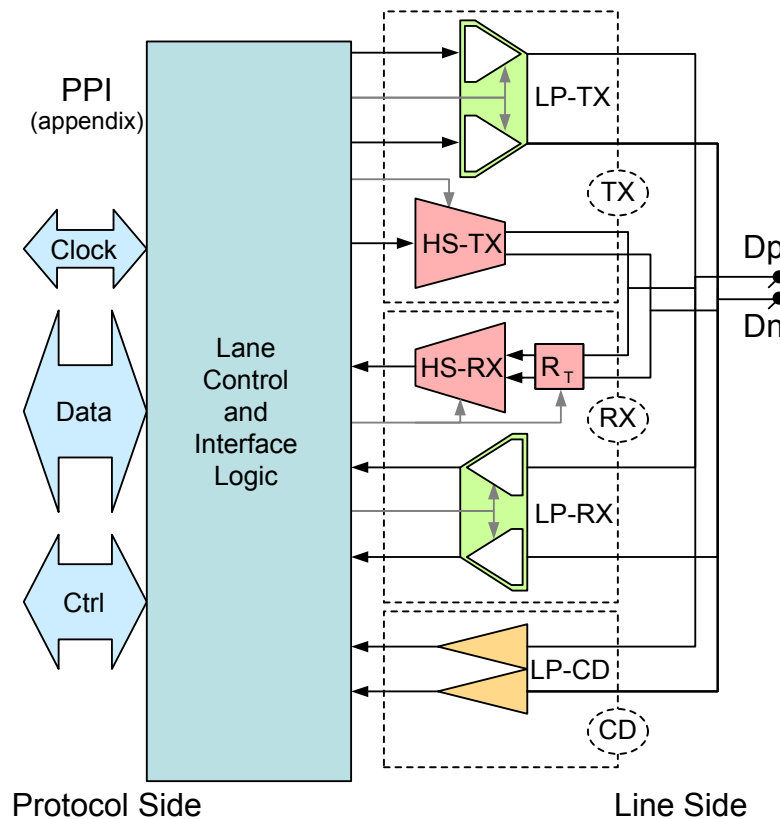 PPI
(appendix)
Clock
Data
Ctrl
Lane
Control
and
Interface
Logic
LP-TX
TX
HS-TX
Dp
Dn
HS-RX
RT
RX
LP-RX
LP-CD
CD
Protocol Side
Line Side